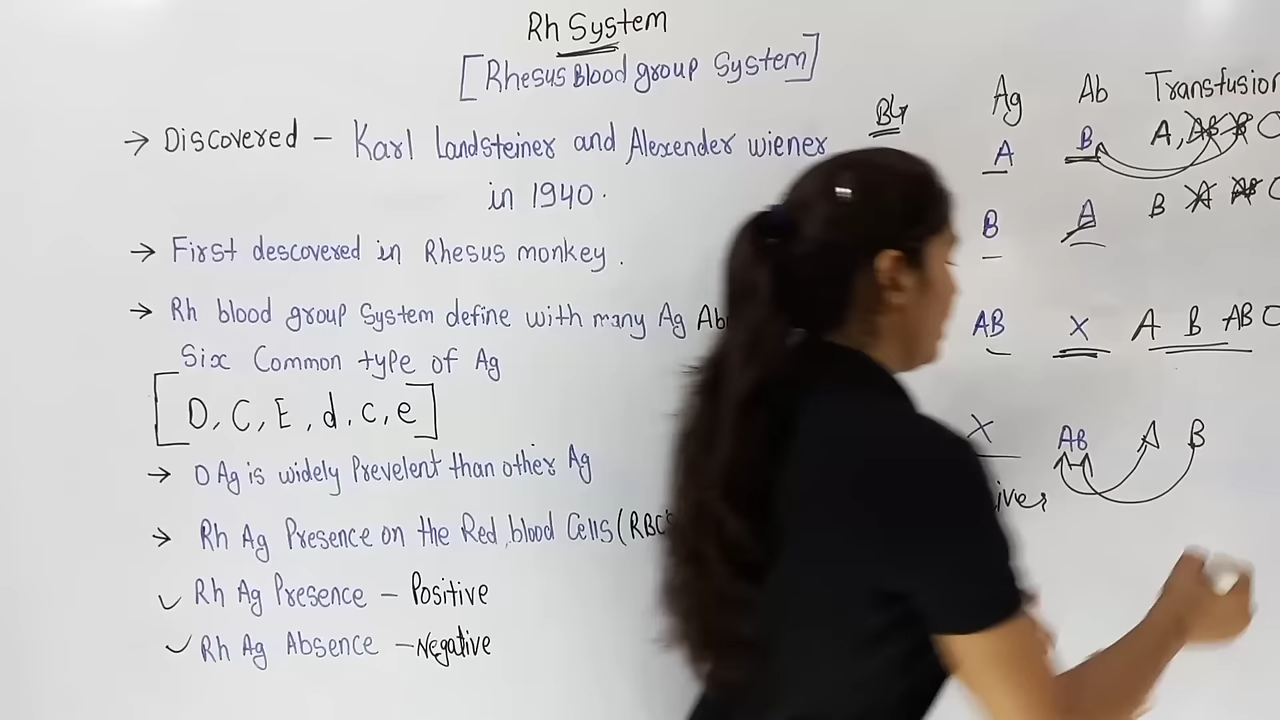 Rh System
[Rhesus Blood group System]
→ Discovered – Karl Landsteiner and Alexender wiener
in 1940.
→ First descovered in Rhesus monkey.
→ Rh blood group System define with many Ag Ab
Six Common type of Ag
[D, C, E, d, c, e]
→ D Ag is widely Prevelent than other Ag
→ Rh Ag Presence on the Red blood Cells (RBC's
✓ Rh Ag Presence – Positive
✓ Rh Ag Absence – Negative
BG Ag Ab Transfusion
A B A, AB B O
B A B A AB O
AB X A B AB O
X AB A B